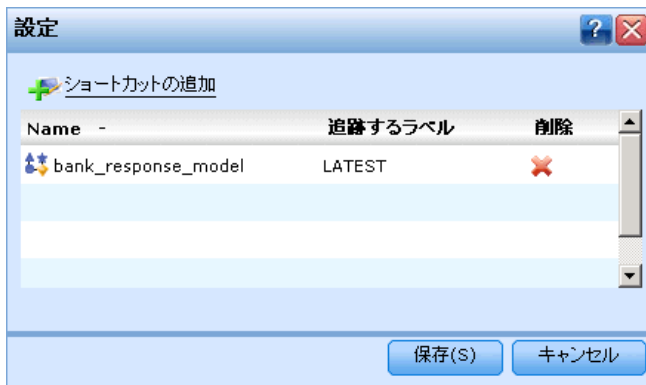 設定
?
ショートカットの追加
Name - 追跡するラベル 削除
bank_response_model LATEST
保存(S) キャンセル